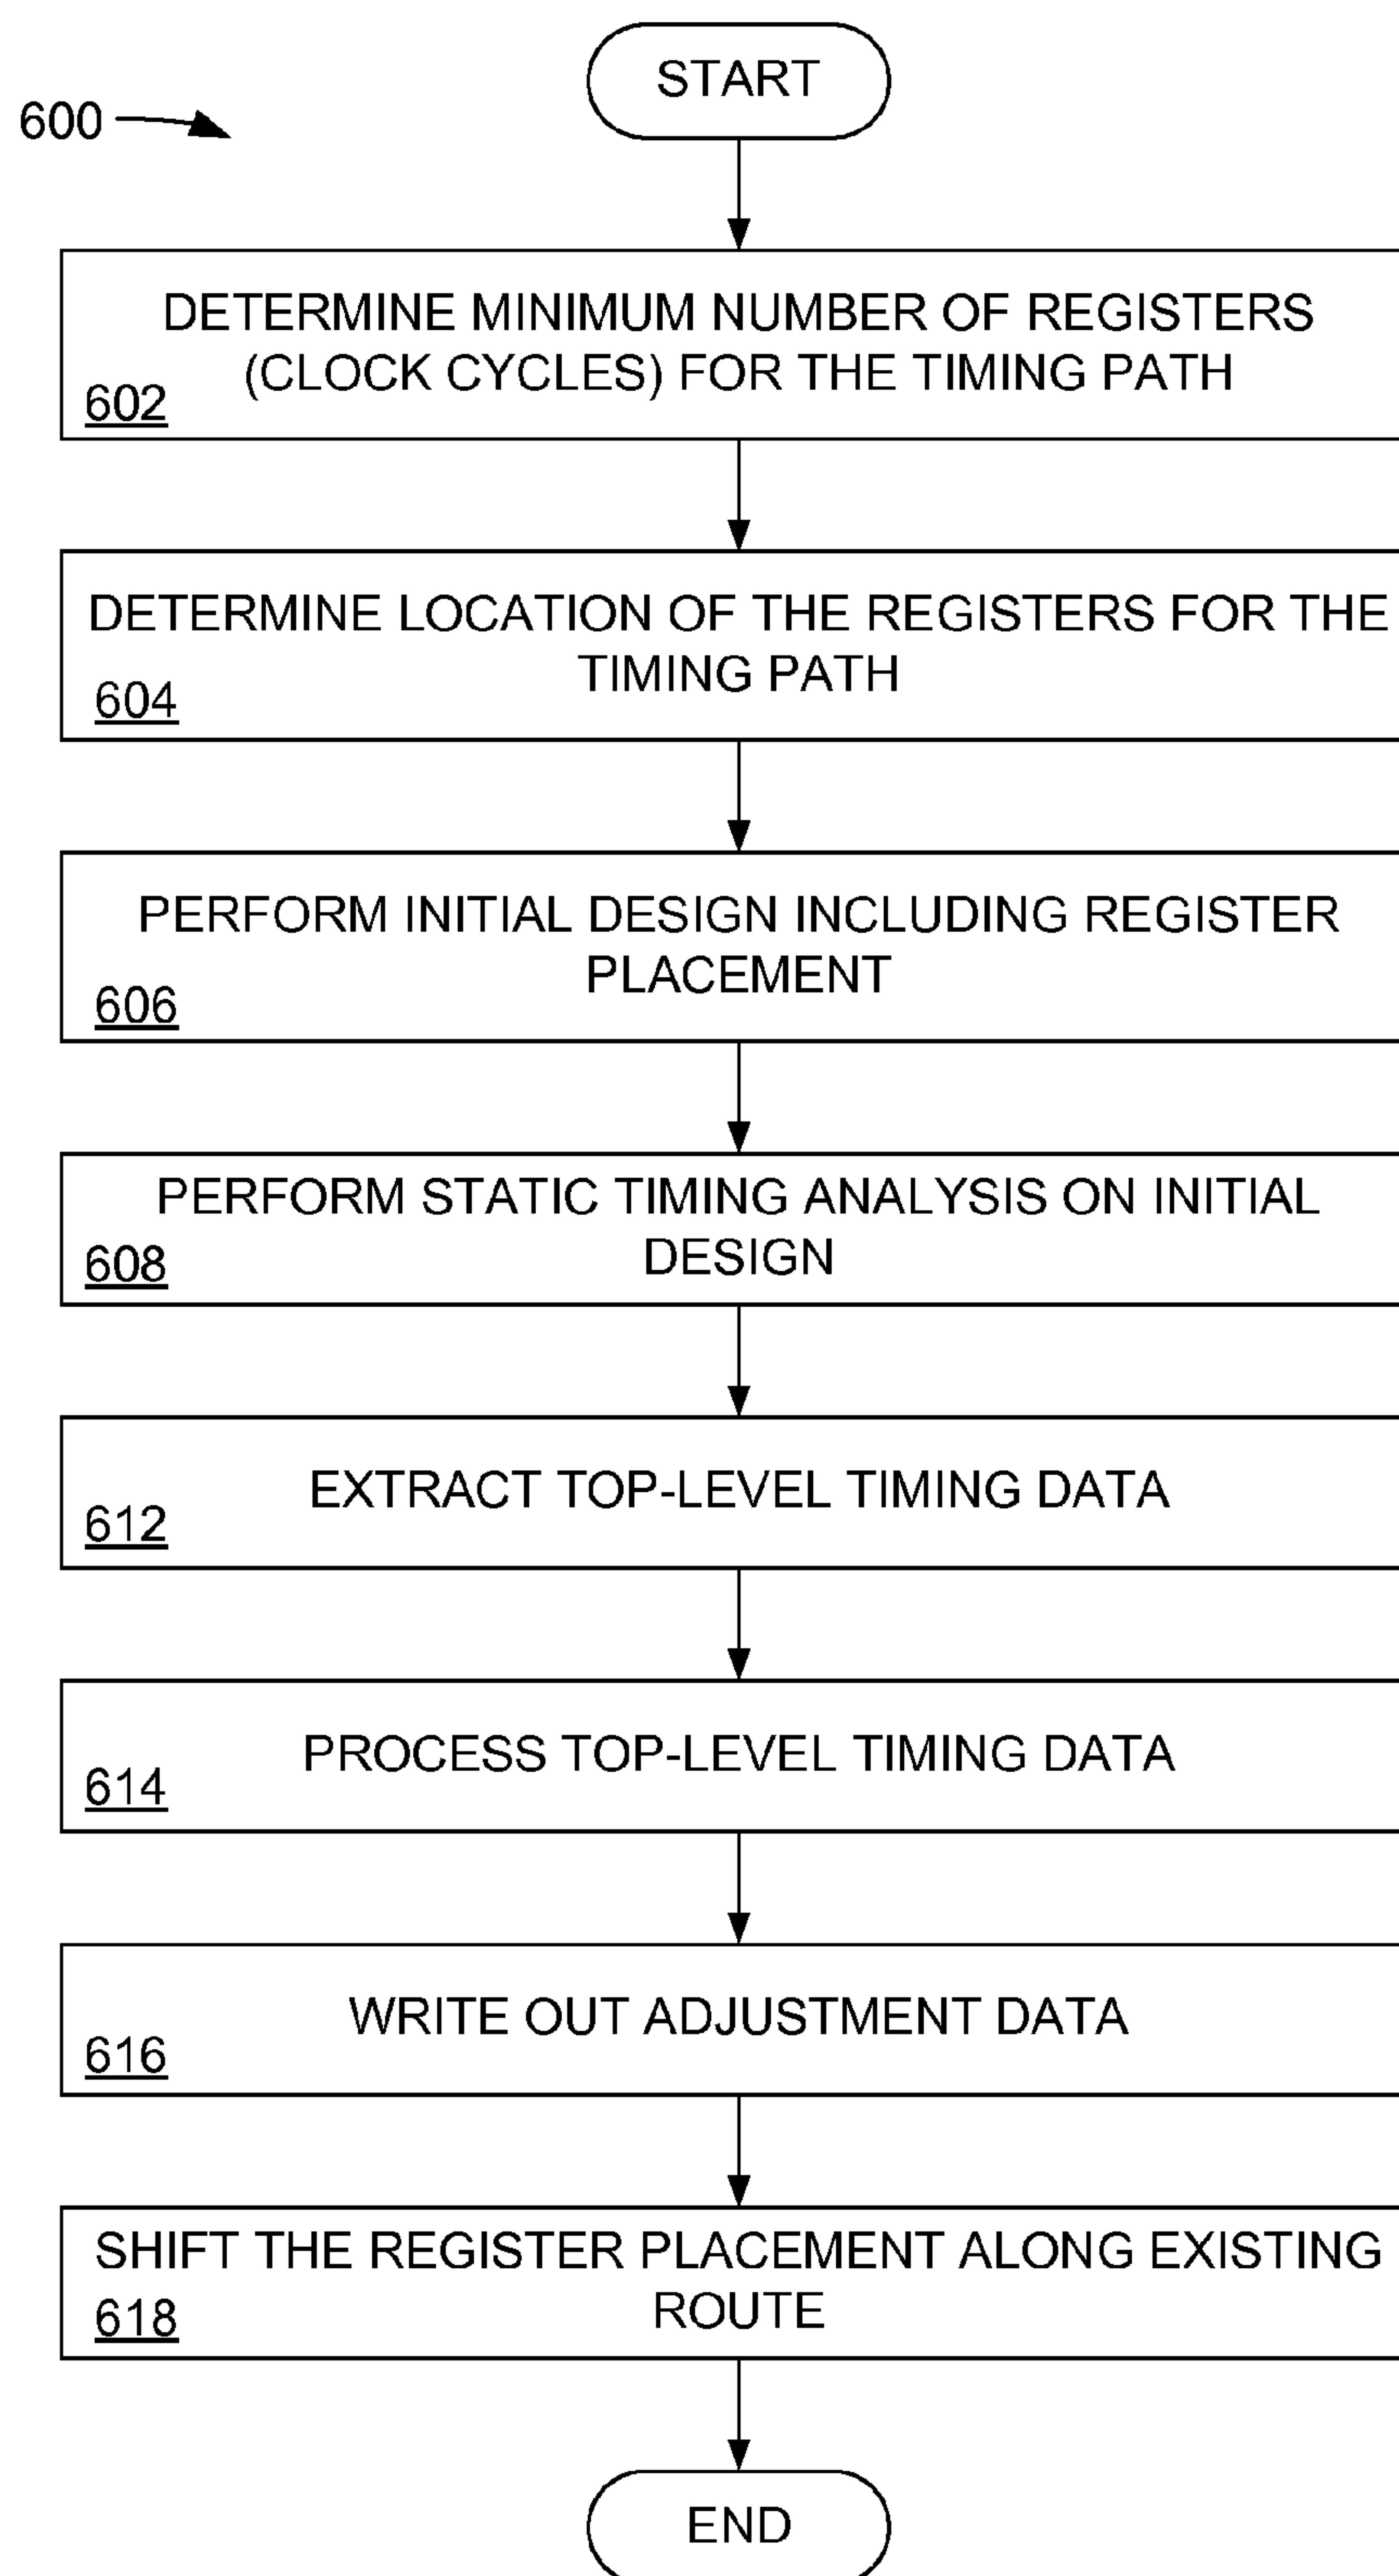 START
600
DETERMINE MINIMUM NUMBER OF REGISTERS
(CLOCK CYCLES) FOR THE TIMING PATH
602
DETERMINE LOCATION OF THE REGISTERS FOR THE
TIMING PATH
604
PERFORM INITIAL DESIGN INCLUDING REGISTER
PLACEMENT
606
PERFORM STATIC TIMING ANALYSIS ON INITIAL
DESIGN
608
EXTRACT TOP-LEVEL TIMING DATA
612
PROCESS TOP-LEVEL TIMING DATA
614
WRITE OUT ADJUSTMENT DATA
616
SHIFT THE REGISTER PLACEMENT ALONG EXISTING
ROUTE
618
END